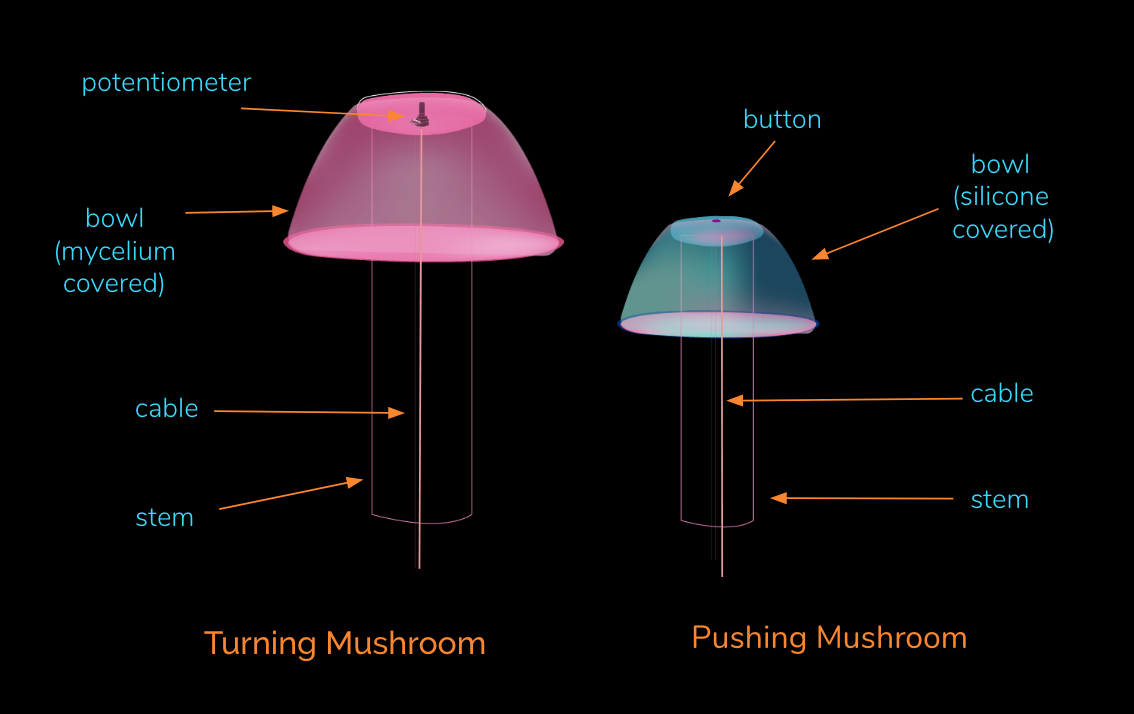 potentiometer
bowl
(mycelium
covered)
cable
stem
Turning Mushroom
button
bowl
(silicone
covered)
cable
stem
Pushing Mushroom